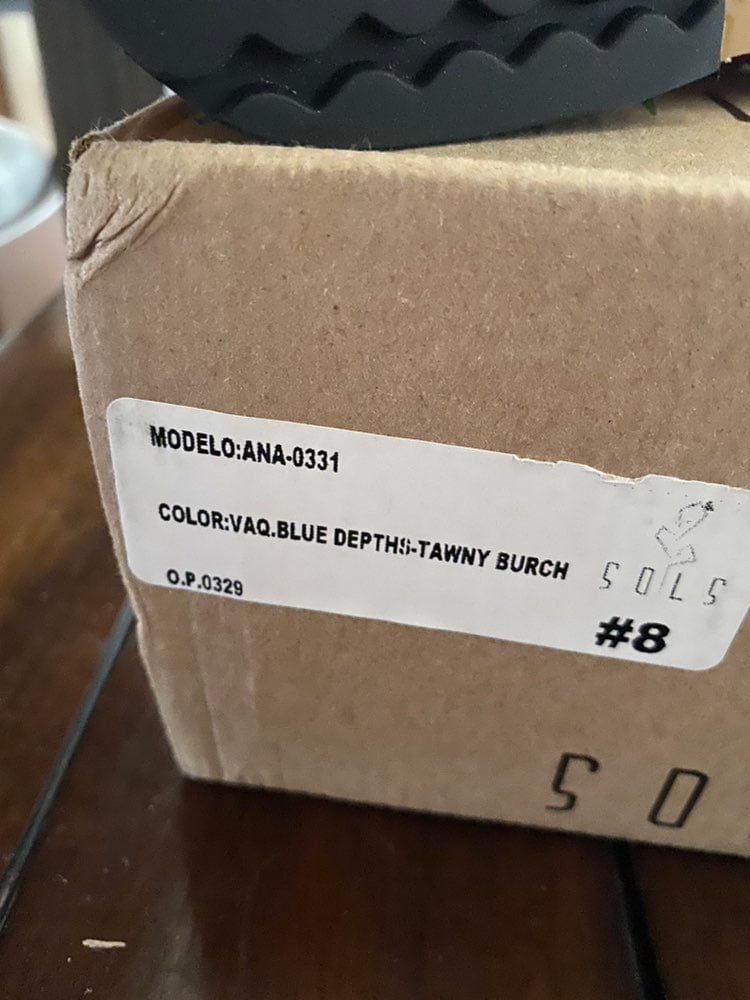 MODELO:ANA-0331
COLOR:VAQ.BLUE DEPTHS-TAWNY BURCH
O.P.0329
SOLS
#8
SO